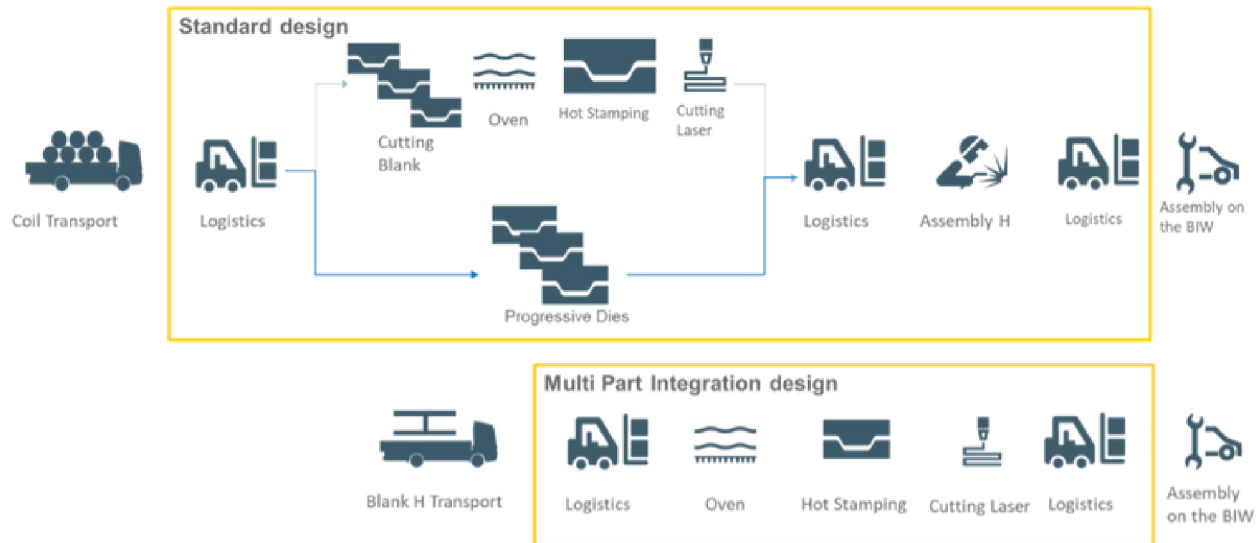 Standard design
Oven
Hot Stamping
Cutting
Laser
Cutting
Blank
Coil Transport
Logistics
Logistics
Assembly H
Logistics
Assembly on
the BIW
Progressive Dies
Multi Part Integration design
Blank H Transport
Logistics
Oven
Hot Stamping
Cutting Laser
Logistics
Assembly
on the BIW